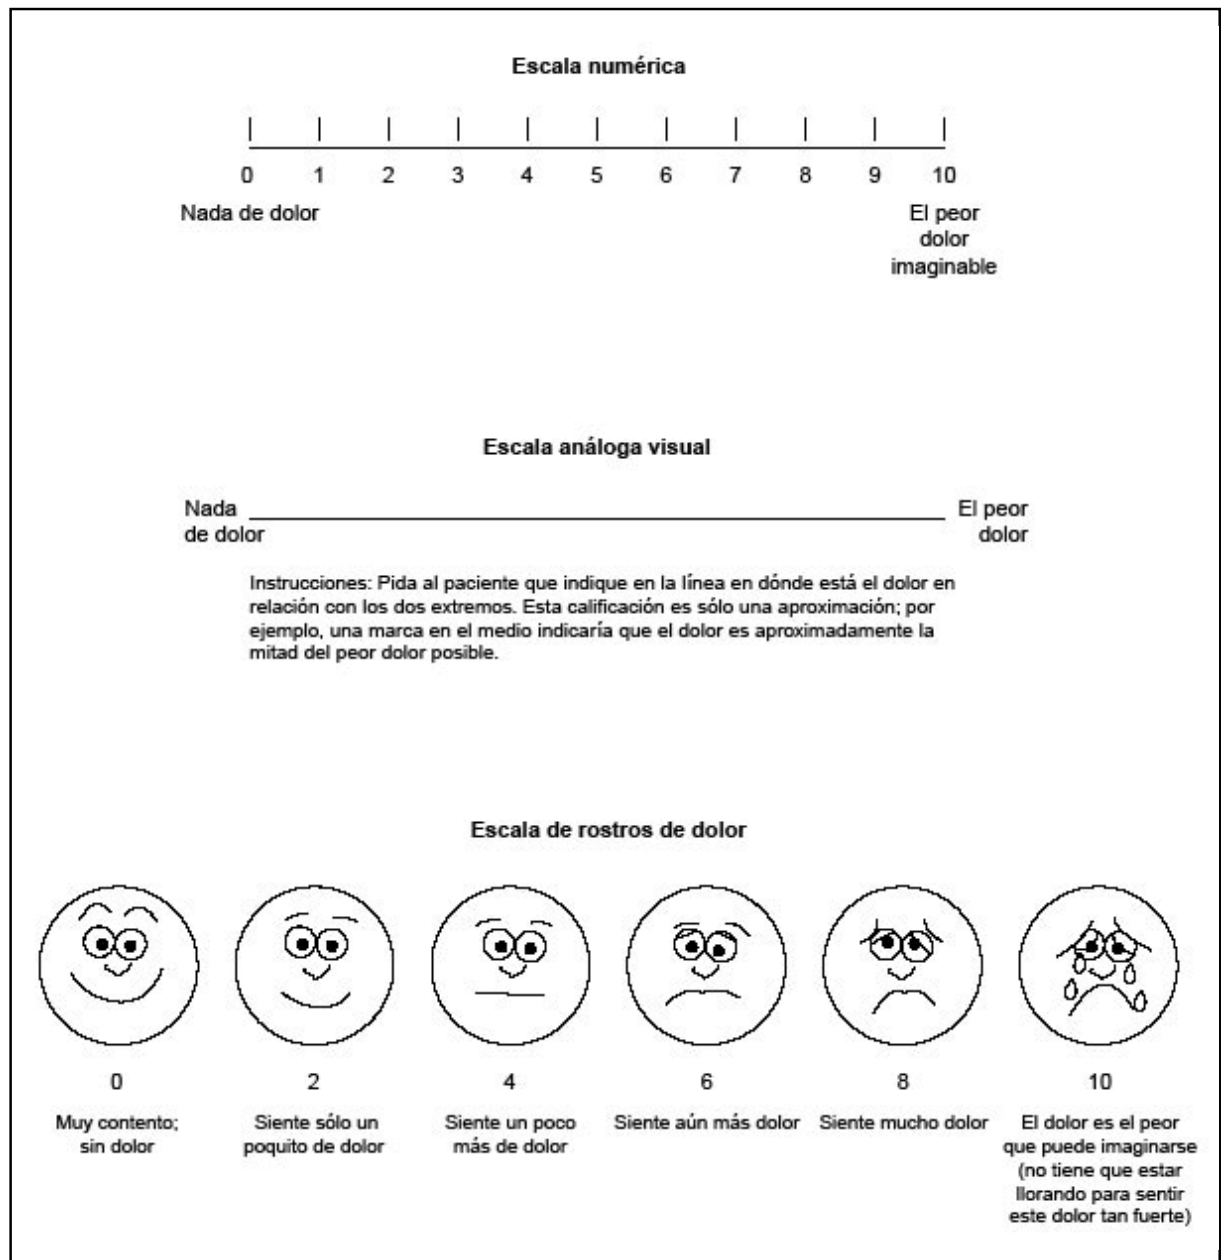 Escala numérica
0 1 2 3 4 5 6 7 8 9 10
Nada de dolor
El peor
dolor
imaginable
Escala análoga visual
Nada
de dolor
El peor
dolor
Instrucciones: Pida al paciente que indique en la línea en dónde está el dolor en
relación con los dos extremos. Esta calificación es sólo una aproximación; por
ejemplo, una marca en el medio indicaría que el dolor es aproximadamente la
mitad del peor dolor posible.
Escala de rostros de dolor
0
Muy contento;
sin dolor
2
Siente sólo un
poquito de dolor
4
Siente un poco
más de dolor
6
Siente aún más dolor
8
Siente mucho dolor
10
El dolor es el peor
que puede imaginarse
(no tiene que estar
llorando para sentir
este dolor tan fuerte)